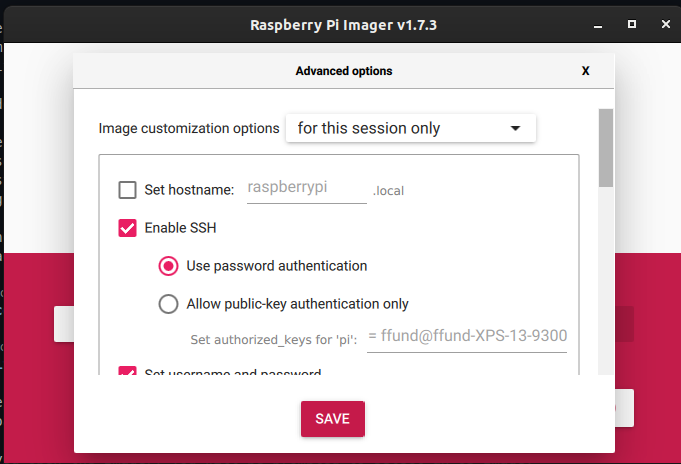 Raspberry Pi Imager v1.7.3
Advanced options X
Image customization options for this session only
Set hostname: raspberrypi .local
Enable SSH
Use password authentication
Allow public-key authentication only
Set authorized_keys for 'pi': = ffund@ffund-XPS-13-9300
Set username and password
SAVE